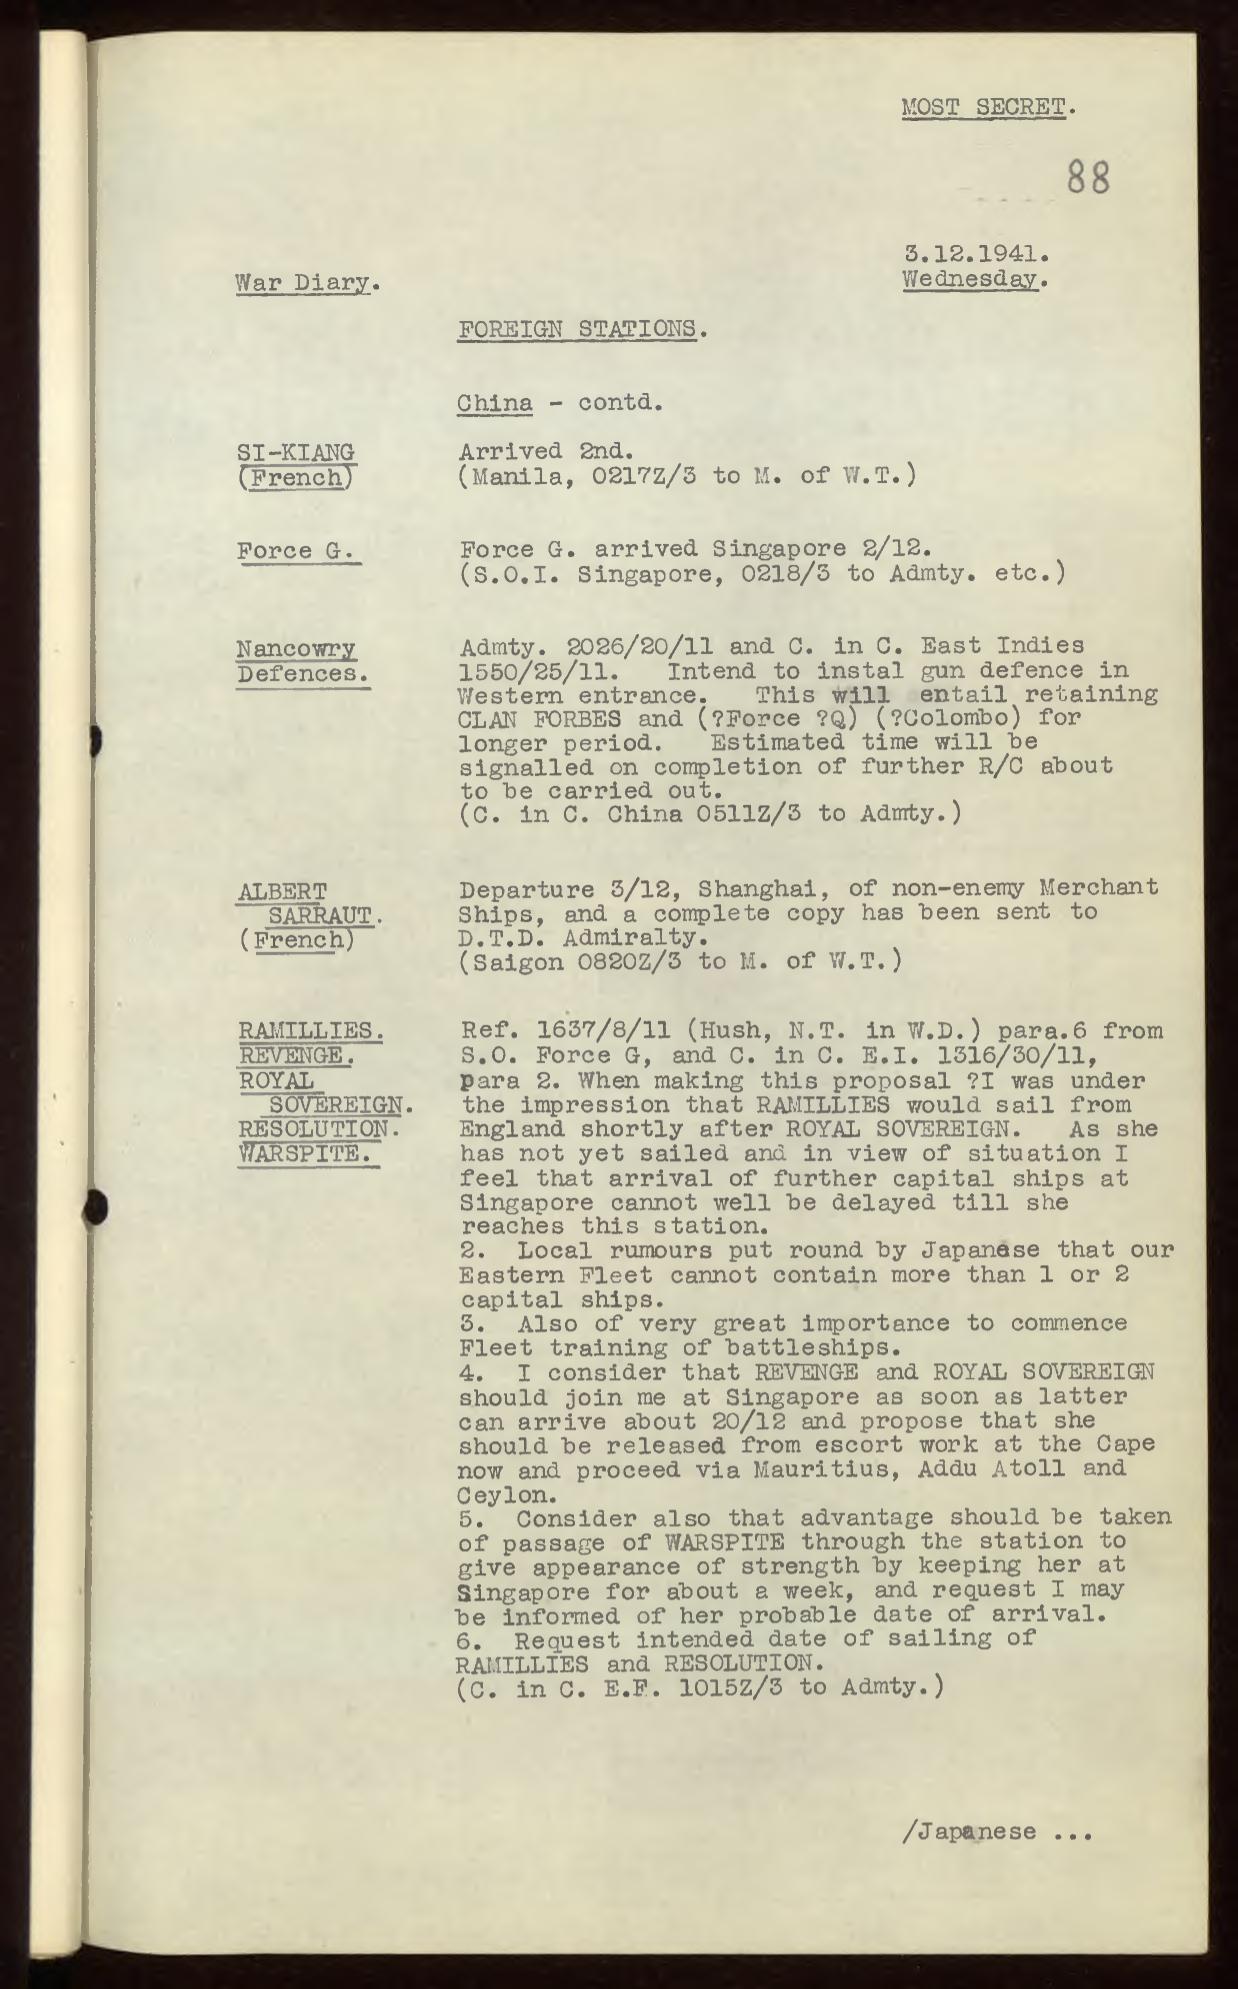 MOST SECRET.
88
3.12.1941.
War Diary.
Wednesday.
FOREIGN STATIONS.
China - contd.
SI-KIANG
(French)
Arrived 2nd.
(Manila, 0217Z/3 to M. of W.T.)
Force G.
Force G. arrived Singapore 2/12.
(S.O.I. Singapore, 0218/3 to Admty. etc.)
Nancowry
Defences.
Admty. 2026/20/11 and C. in C. East Indies
1550/25/11. Intend to instal gun defence in
Western entrance. This will entail retaining
CLAN FORBES and (?Force ?Q) (?Colombo) for
longer period. Estimated time will be
signalled on completion of further R/C about
to be carried out.
(C. in C. China 0511Z/3 to Admty.)
ALBERT
SARRAUT.
(French)
Departure 3/12, Shanghai, of non-enemy Merchant
Ships, and a complete copy has been sent to
D.T.D. Admiralty.
(Saigon 0820Z/3 to M. of W.T.)
RAMILLIES.
REVENGE.
ROYAL
SOVEREIGN.
RESOLUTION.
WARSPITE.
Ref. 1637/8/11 (Hush, N.T. in W.D.) para.6 from
S.O. Force G, and C. in C. E.I. 1316/30/11,
para 2. When making this proposal ?I was under
the impression that RAMILLIES would sail from
England shortly after ROYAL SOVEREIGN. As she
has not yet sailed and in view of situation I
feel that arrival of further capital ships at
Singapore cannot well be delayed till she
reaches this station.
2. Local rumours put round by Japanese that our
Eastern Fleet cannot contain more than 1 or 2
capital ships.
3. Also of very great importance to commence
Fleet training of battleships.
4. I consider that REVENGE and ROYAL SOVEREIGN
should join me at Singapore as soon as latter
can arrive about 20/12 and propose that she
should be released from escort work at the Cape
now and proceed via Mauritius, Addu Atoll and
Ceylon.
5. Consider also that advantage should be taken
of passage of WARSPITE through the station to
give appearance of strength by keeping her at
Singapore for about a week, and request I may
be informed of her probable date of arrival.
6. Request intended date of sailing of
RAMILLIES and RESOLUTION.
(C. in C. E.F. 1015Z/3 to Admty.)
/Japanese ...